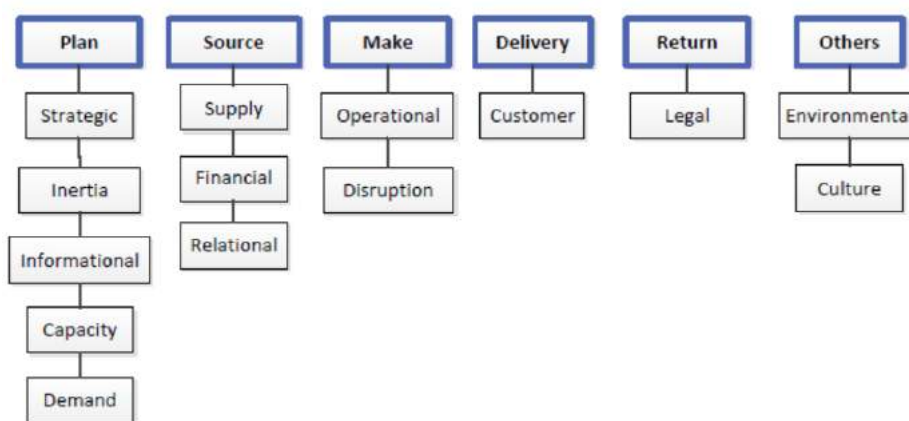 Plan
Strategic
Inertia
Informational
Capacity
Demand
Source
Supply
Financial
Relational
Make
Operational
Disruption
Delivery
Customer
Return
Legal
Others
Environmenta
Culture